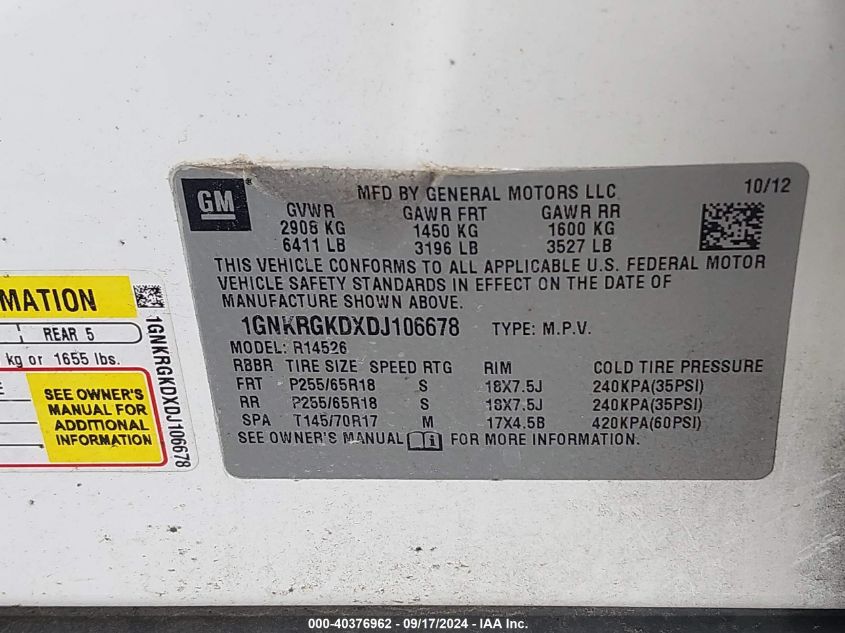 GM
MFD BY GENERAL MOTORS LLC 10/12
GVWR GAWR FRT GAWR RR
2908 KG 1450 KG 1600 KG
6411 LB 3196 LB 3527 LB
THIS VEHICLE CONFORMS TO ALL APPLICABLE U.S. FEDERAL MOTOR
VEHICLE SAFETY STANDARDS IN EFFECT ON THE DATE OF
MANUFACTURE SHOWN ABOVE.
1GNKRGKDXDJ106678 TYPE: M.P.V.
MODEL: R14526
RBBR TIRE SIZE SPEED RTG RIM COLD TIRE PRESSURE
FRT P255/65R18 S 18X7.5J 240KPA(35PSI)
RR P255/65R18 S 18X7.5J 240KPA(35PSI)
SPA T145/70R17 M 17X4.5B 420KPA(60PSI)
SEE OWNER'S MANUAL FOR MORE INFORMATION.
RMATION
REAR 5
kg or 1655 lbs.
SEE OWNER'S
MANUAL FOR
ADDITIONAL
INFORMATION
1GNKRGKDXDJ106678
000-40376962 - 09/17/2024 - IAA Inc.